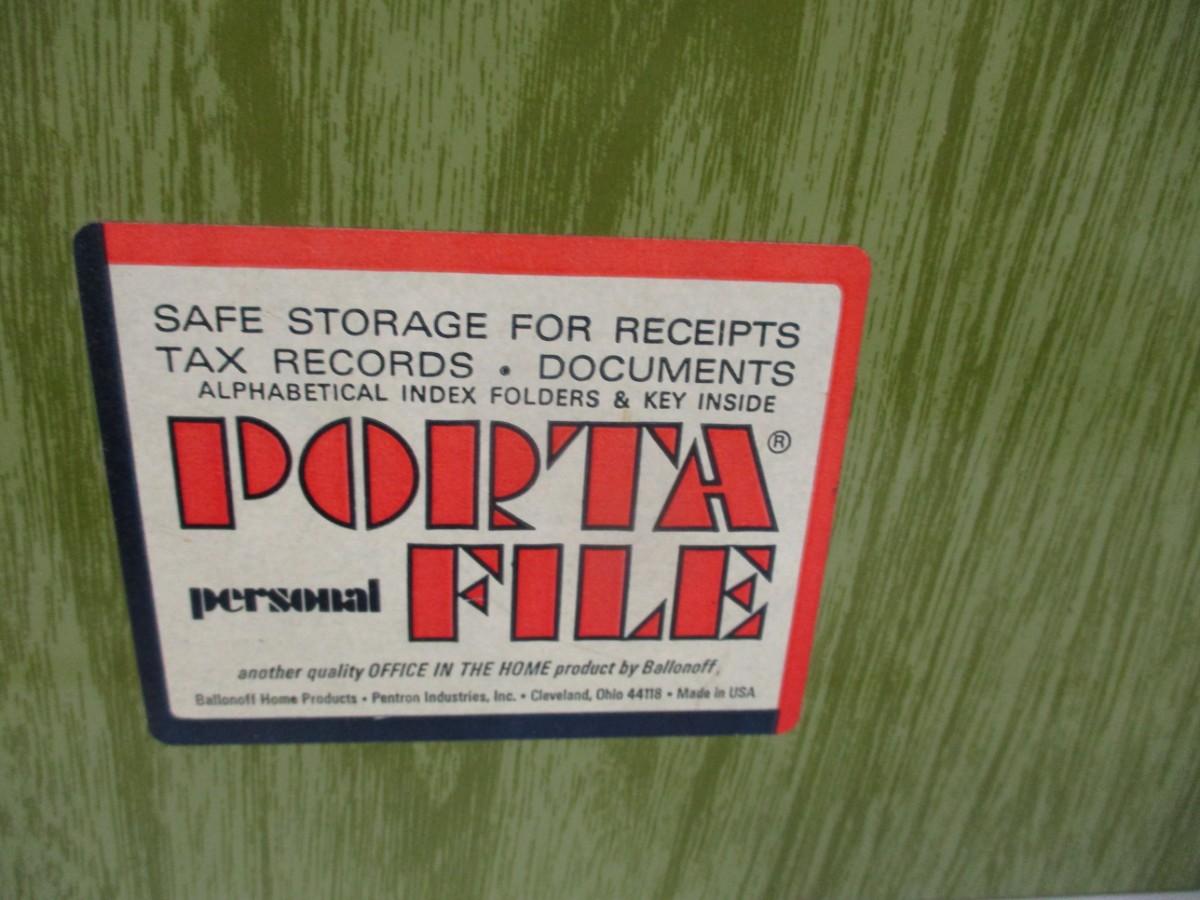 SAFE STORAGE FOR RECEIPTS
TAX RECORDS • DOCUMENTS
ALPHABETICAL INDEX FOLDERS & KEY INSIDE
PORTA®
personal FILE
another quality OFFICE IN THE HOME product by Ballonoff,
Ballonoff Home Products • Pentron Industries, Inc. • Cleveland, Ohio 44118 • Made in USA